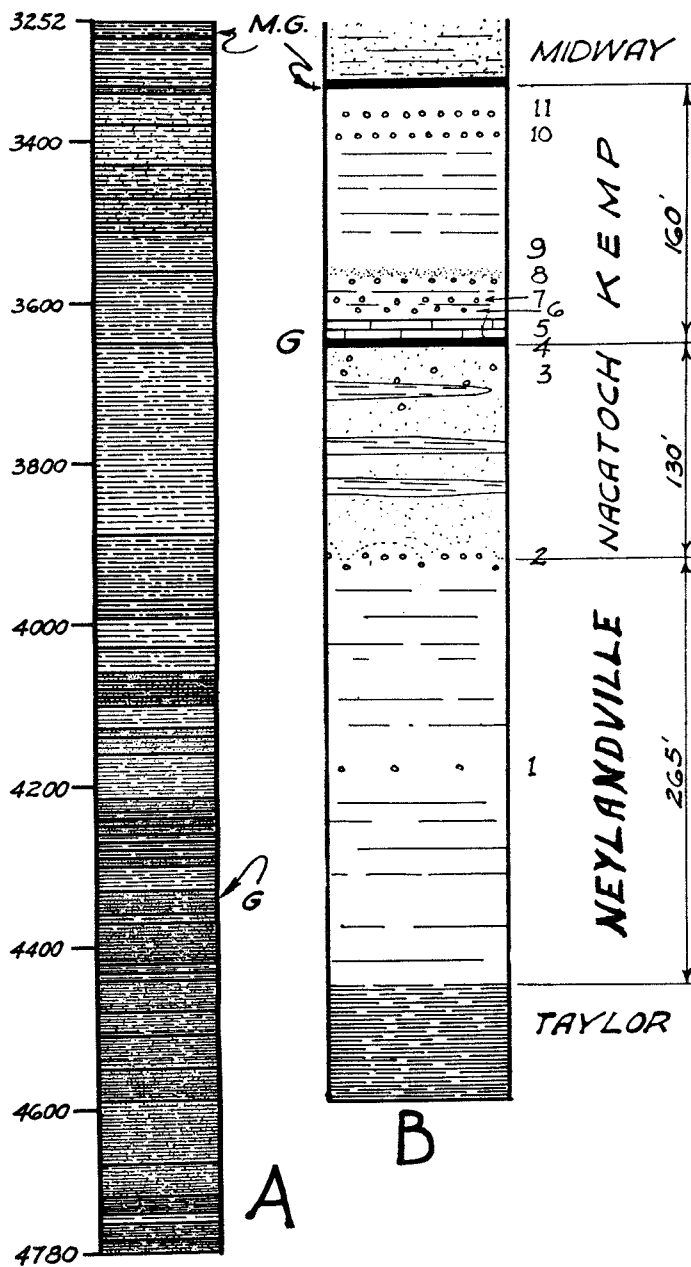 3252
3400
3600
3800
4000
4200
4400
4600
4780
M.G.
G
G
A
B
MIDWAY
11
10
9
8
7
6
5
4
3
2
1
KEMP
160'
NACATOCH
130'
NEYLANDVILLE
265'
TAYLOR